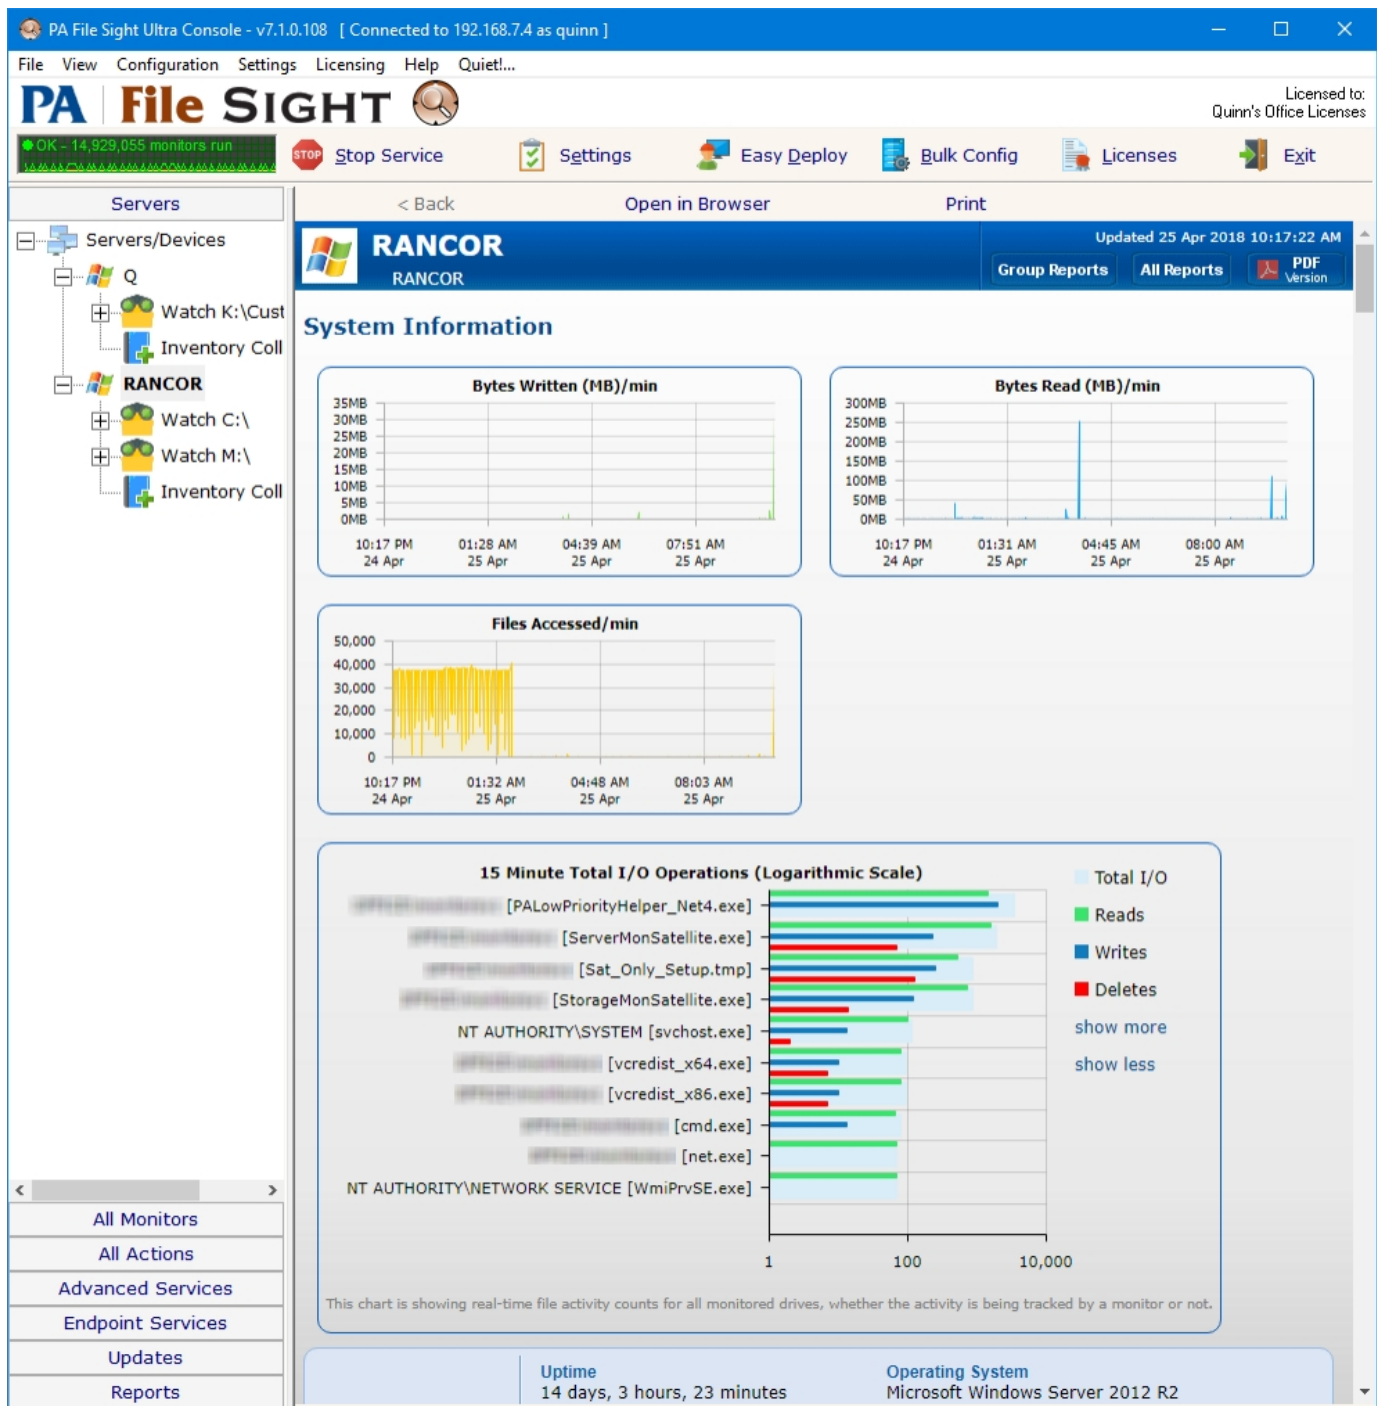 PA File Sight Ultra Console - v7.1.0.108 [ Connected to 192.168.7.4 as quinn ]
File View Configuration Settings Licensing Help Quiet!...
PA File SIGHT
Licensed to:
Quinn's Office Licenses
OK - 14,929,055 monitors run
STOP Stop Service Settings Easy Deploy Bulk Config Licenses Exit
Servers
< Back Open in Browser Print
Servers/Devices
Q
Watch K:\Cust
Inventory Coll
RANCOR
Watch C:\
Watch M:\
Inventory Coll
All Monitors
All Actions
Advanced Services
Endpoint Services
Updates
Reports
RANCOR
RANCOR
Updated 25 Apr 2018 10:17:22 AM
Group Reports All Reports PDF Version
System Information
Bytes Written (MB)/min
35MB
30MB
25MB
20MB
15MB
10MB
5MB
0MB
10:17 PM 01:28 AM 04:39 AM 07:51 AM
24 Apr 25 Apr 25 Apr 25 Apr
Bytes Read (MB)/min
300MB
250MB
200MB
150MB
100MB
50MB
0MB
10:17 PM 01:31 AM 04:45 AM 08:00 AM
24 Apr 25 Apr 25 Apr 25 Apr
Files Accessed/min
50,000
40,000
30,000
20,000
10,000
0
10:17 PM 01:32 AM 04:48 AM 08:03 AM
24 Apr 25 Apr 25 Apr 25 Apr
15 Minute Total I/O Operations (Logarithmic Scale)
[PALowPriorityHelper_Net4.exe]
[ServerMonSatellite.exe]
[Sat_Only_Setup.tmp]
[StorageMonSatellite.exe]
NT AUTHORITY\SYSTEM [svchost.exe]
[vcredist_x64.exe]
[vcredist_x86.exe]
[cmd.exe]
[net.exe]
NT AUTHORITY\NETWORK SERVICE [WmiPrvSE.exe]
1 100 10,000
Total I/O
Reads
Writes
Deletes
show more
show less
This chart is showing real-time file activity counts for all monitored drives, whether the activity is being tracked by a monitor or not.
Uptime
14 days, 3 hours, 23 minutes
Operating System
Microsoft Windows Server 2012 R2